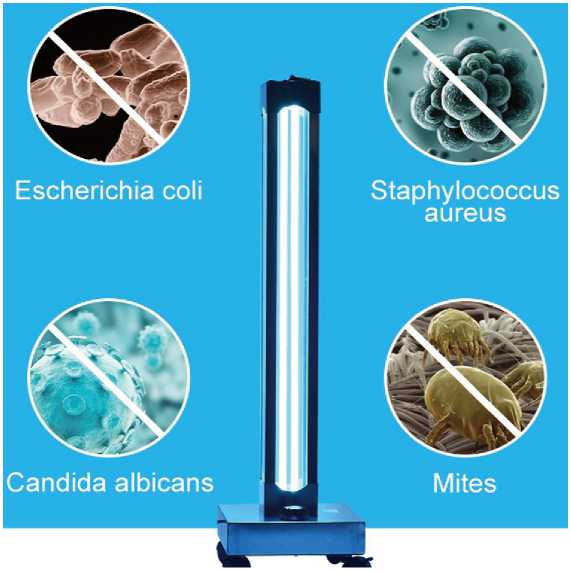 Escherichia coli
Staphylococcus
aureus
Candida albicans
Mites